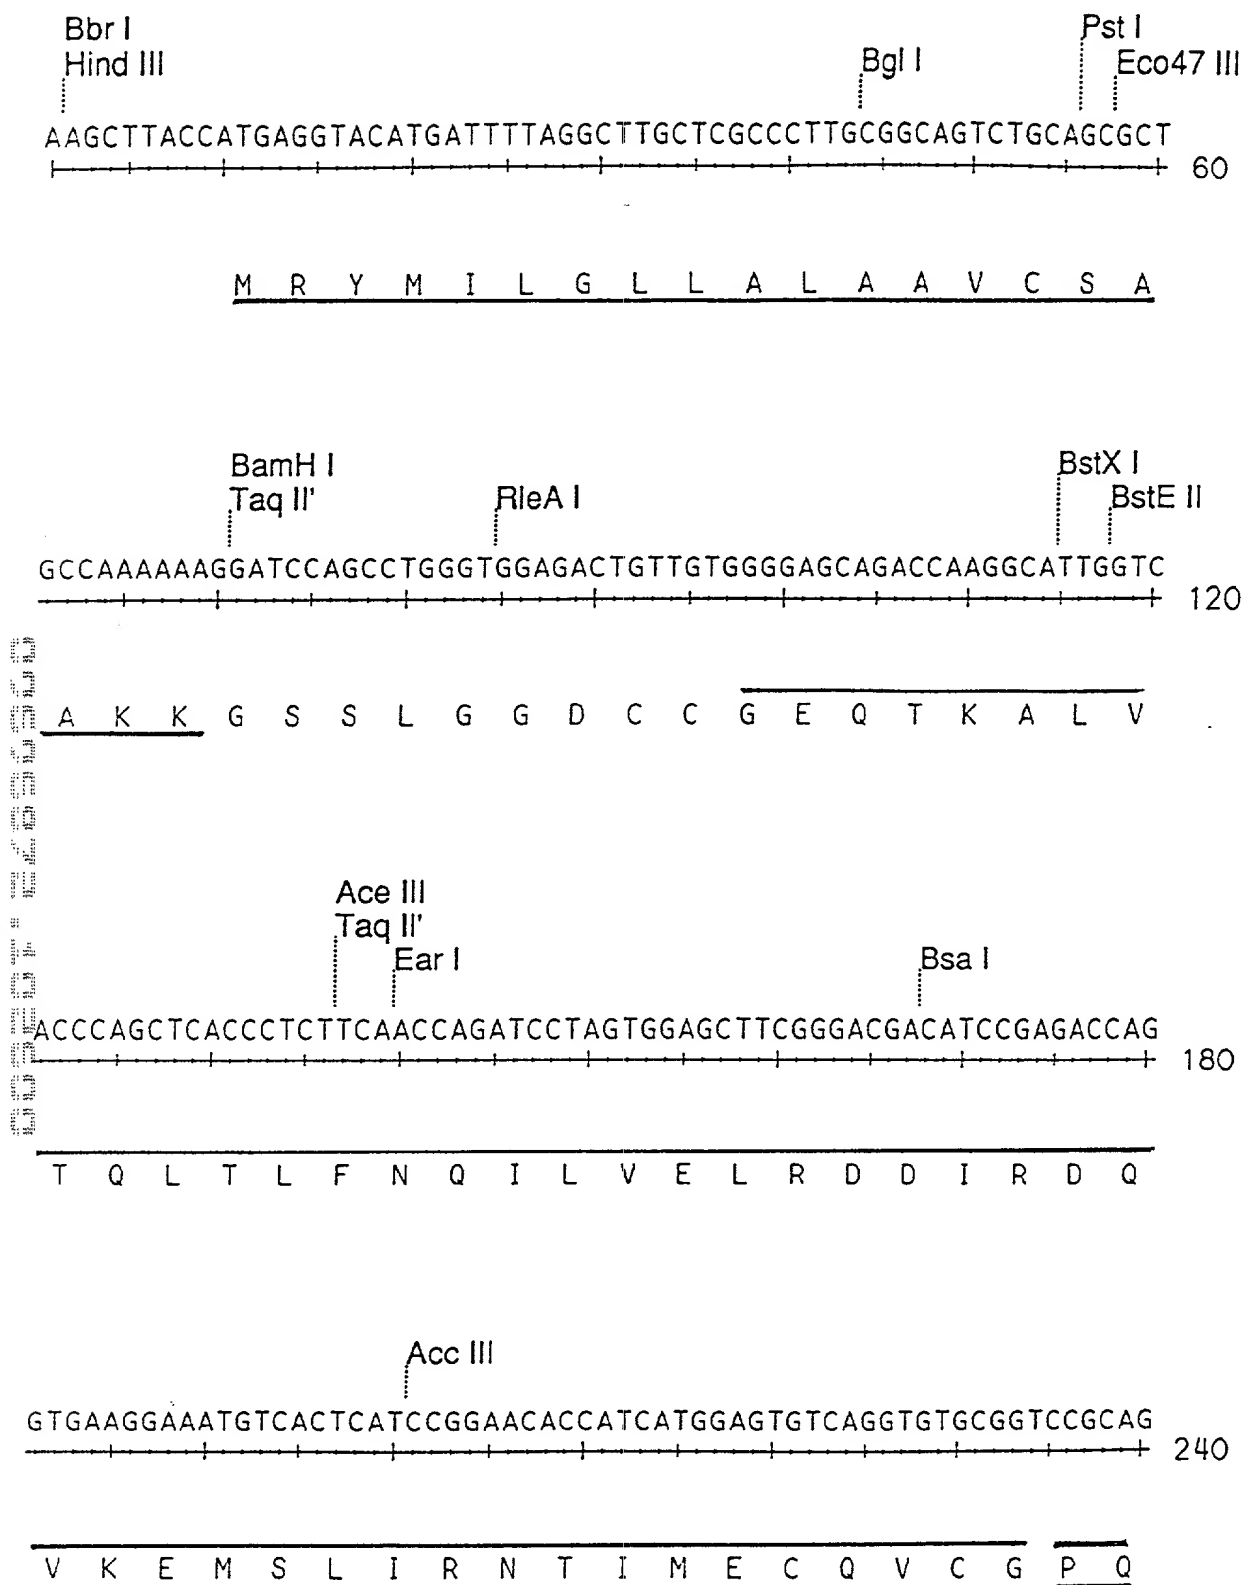 Bbr I
Pst I
Hind III
Bgl I
Eco47 III
AAGCTTACCATGAGGTACATGATTTTAGGCTTGCTCGCCCTTGCGGCAGTCTGCAGCGCT
60
M R Y M I L G L L A L A A V C S A
BamH I
BstX I
Taq II'
RleA I
BstE II
GCCAAAAAAGGATCCAGCCTGGGTGGAGACTGTTGTGGGGAGCAGACCAAGGCATTGGTC
120
A K K G S S L G G D C C G E Q T K A L V
Ace III
Taq II'
Ear I
Bsa I
ACCCAGCTCACCCTCTTCAACCAGATCCTAGTGGAGCTTCGGGACGACATCCGAGACCAG
180
T Q L T L F N Q I L V E L R D D I R D Q
Acc III
GTGAAGGAAATGTCACTCATCCGGAACACCATCATGGAGTGTCAGGTGTGCGGTCCGCAG
240
V K E M S L I R N T I M E C Q V C G P Q